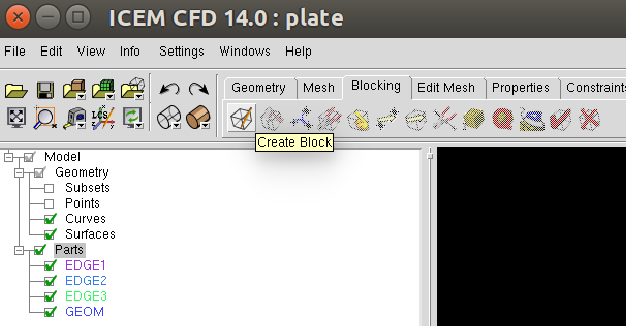 ICEM CFD 14.0 : plate
File Edit View Info Settings Windows Help
Geometry Mesh Blocking Edit Mesh Properties Constraints
LCS
Create Block
Model
Geometry
Subsets
Points
Curves
Surfaces
Parts
EDGE1
EDGE2
EDGE3
GEOM